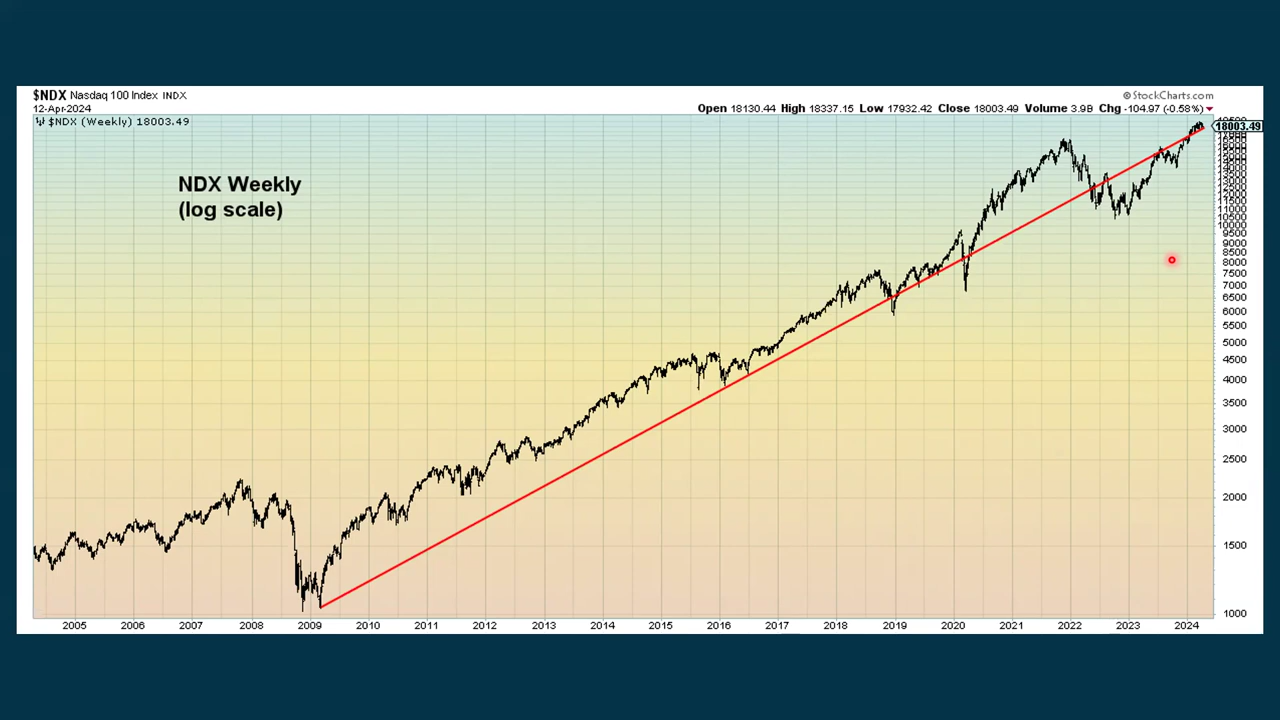 $NDX Nasdaq 100 Index INDX
© StockCharts.com
12-Apr-2024
Open 18130.44 High 18337.15 Low 17932.42 Close 18003.49 Volume 3.9B Chg -104.97 (-0.58%)
$NDX (Weekly) 18003.49
18003.49
NDX Weekly
(log scale)
10000
9500
9000
8500
8000
7500
7000
6500
6000
5500
5000
4500
4000
3500
3000
2500
2000
1500
1000
2005 2006 2007 2008 2009 2010 2011 2012 2013 2014 2015 2016 2017 2018 2019 2020 2021 2022 2023 2024